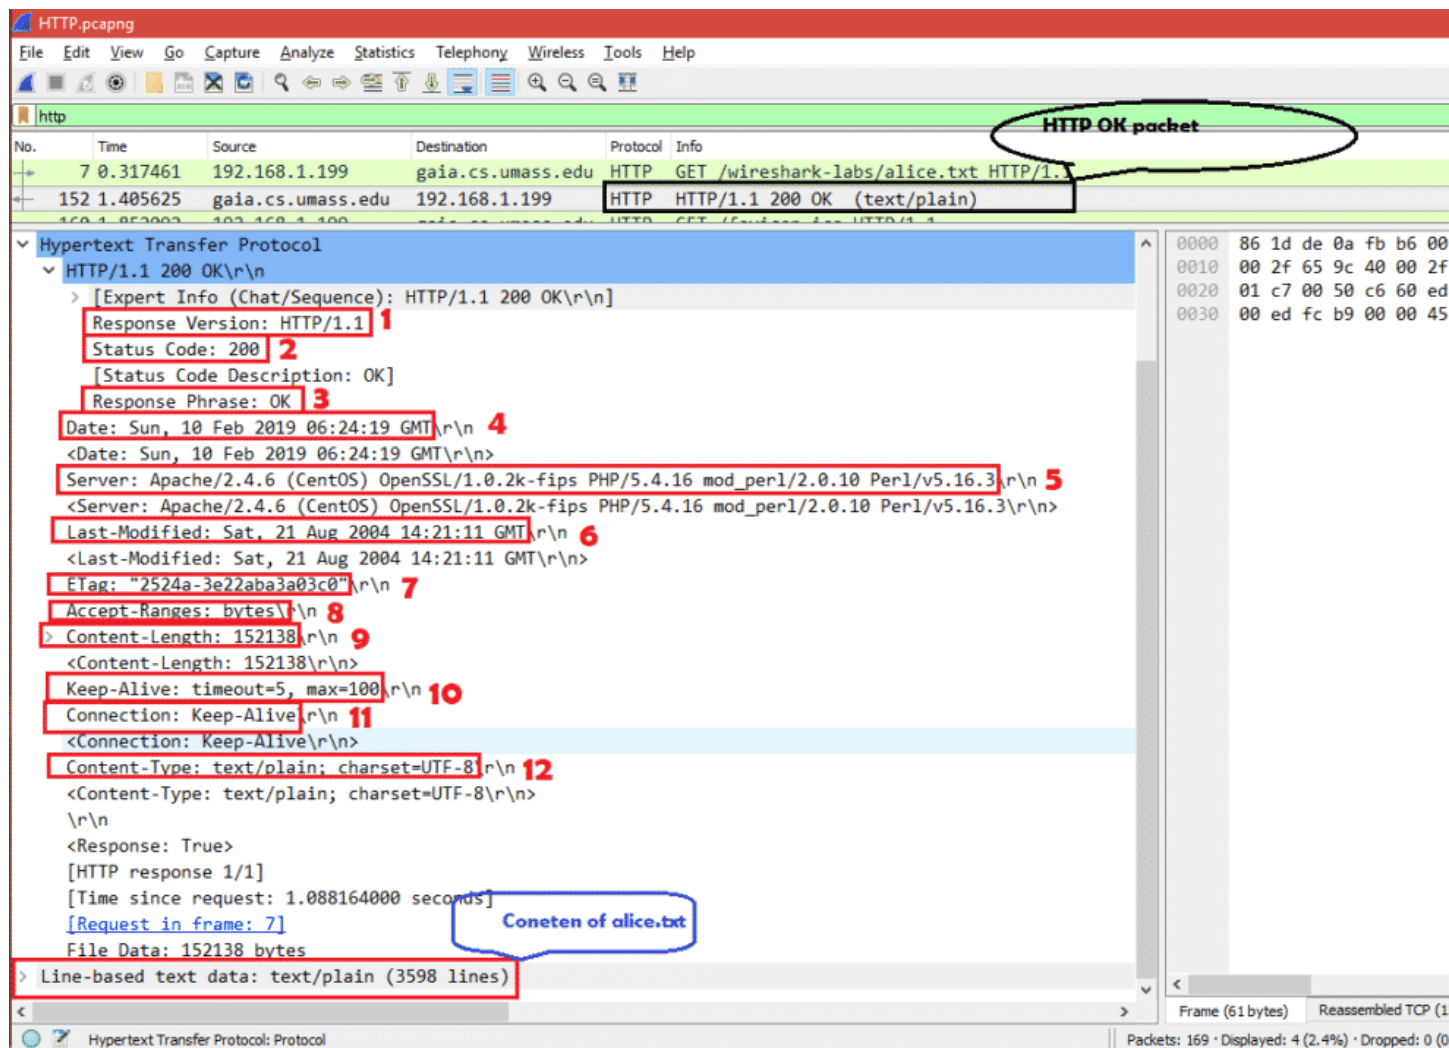 HTTP.pcapng
File Edit View Go Capture Analyze Statistics Telephony Wireless Tools Help
http
HTTP OK packet
No. Time Source Destination Protocol Info
7 0.317461 192.168.1.199 gaia.cs.umass.edu HTTP GET /wireshark-labs/alice.txt HTTP/1.
152 1.405625 gaia.cs.umass.edu 192.168.1.199 HTTP HTTP/1.1 200 OK (text/plain)
Hypertext Transfer Protocol
HTTP/1.1 200 OK\r\n
[Expert Info (Chat/Sequence): HTTP/1.1 200 OK\r\n]
Response Version: HTTP/1.1 1
Status Code: 200 2
[Status Code Description: OK]
Response Phrase: OK 3
Date: Sun, 10 Feb 2019 06:24:19 GMT\r\n 4
<Date: Sun, 10 Feb 2019 06:24:19 GMT\r\n>
Server: Apache/2.4.6 (CentOS) OpenSSL/1.0.2k-fips PHP/5.4.16 mod_perl/2.0.10 Perl/v5.16.3\r\n 5
<Server: Apache/2.4.6 (CentOS) OpenSSL/1.0.2k-fips PHP/5.4.16 mod_perl/2.0.10 Perl/v5.16.3\r\n>
Last-Modified: Sat, 21 Aug 2004 14:21:11 GMT\r\n 6
<Last-Modified: Sat, 21 Aug 2004 14:21:11 GMT\r\n>
ETag: "2524a-3e22aba3a03c0"\r\n 7
Accept-Ranges: bytes\r\n 8
Content-Length: 152138\r\n 9
<Content-Length: 152138\r\n>
Keep-Alive: timeout=5, max=100\r\n 10
Connection: Keep-Alive\r\n 11
<Connection: Keep-Alive\r\n>
Content-Type: text/plain; charset=UTF-8\r\n 12
<Content-Type: text/plain; charset=UTF-8\r\n>
\r\n
<Response: True>
[HTTP response 1/1]
[Time since request: 1.088164000 seconds]
[Request in frame: 7]
File Data: 152138 bytes
Coneten of alice.txt
Line-based text data: text/plain (3598 lines)
0000 86 1d de 0a fb b6 00
0010 00 2f 65 9c 40 00 2f
0020 01 c7 00 50 c6 60 ed
0030 00 ed fc b9 00 00 45
Frame (61 bytes) Reassembled TCP (1
Hypertext Transfer Protocol: Protocol
Packets: 169 · Displayed: 4 (2.4%) · Dropped: 0 (0